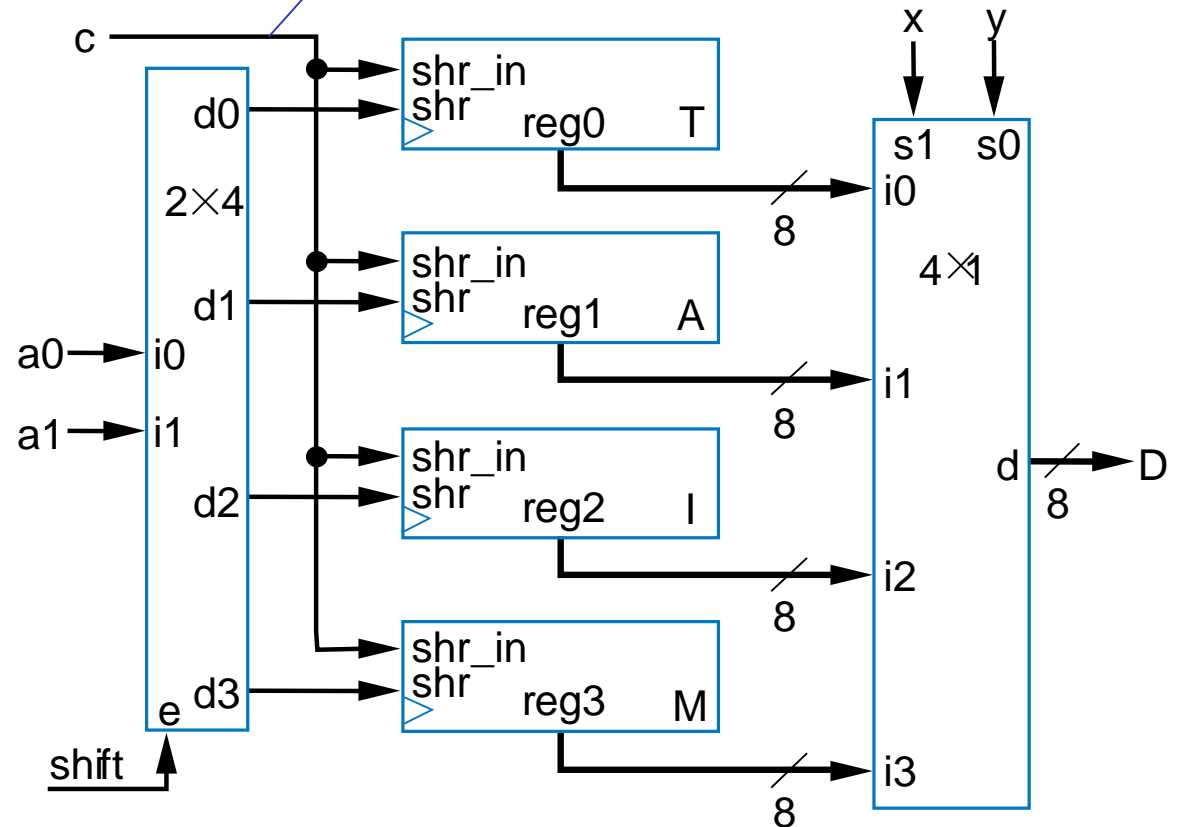 c
x
y
shr_in
shr
reg0
T
d0
2×4
s1
s0
i0
8
4×1
shr_in
shr
reg1
A
d1
a0
i0
i1
8
a1
i1
shr_in
shr
reg2
I
d2
d
D
8
i2
8
shr_in
shr
reg3
M
d3
e
shift
i3
8